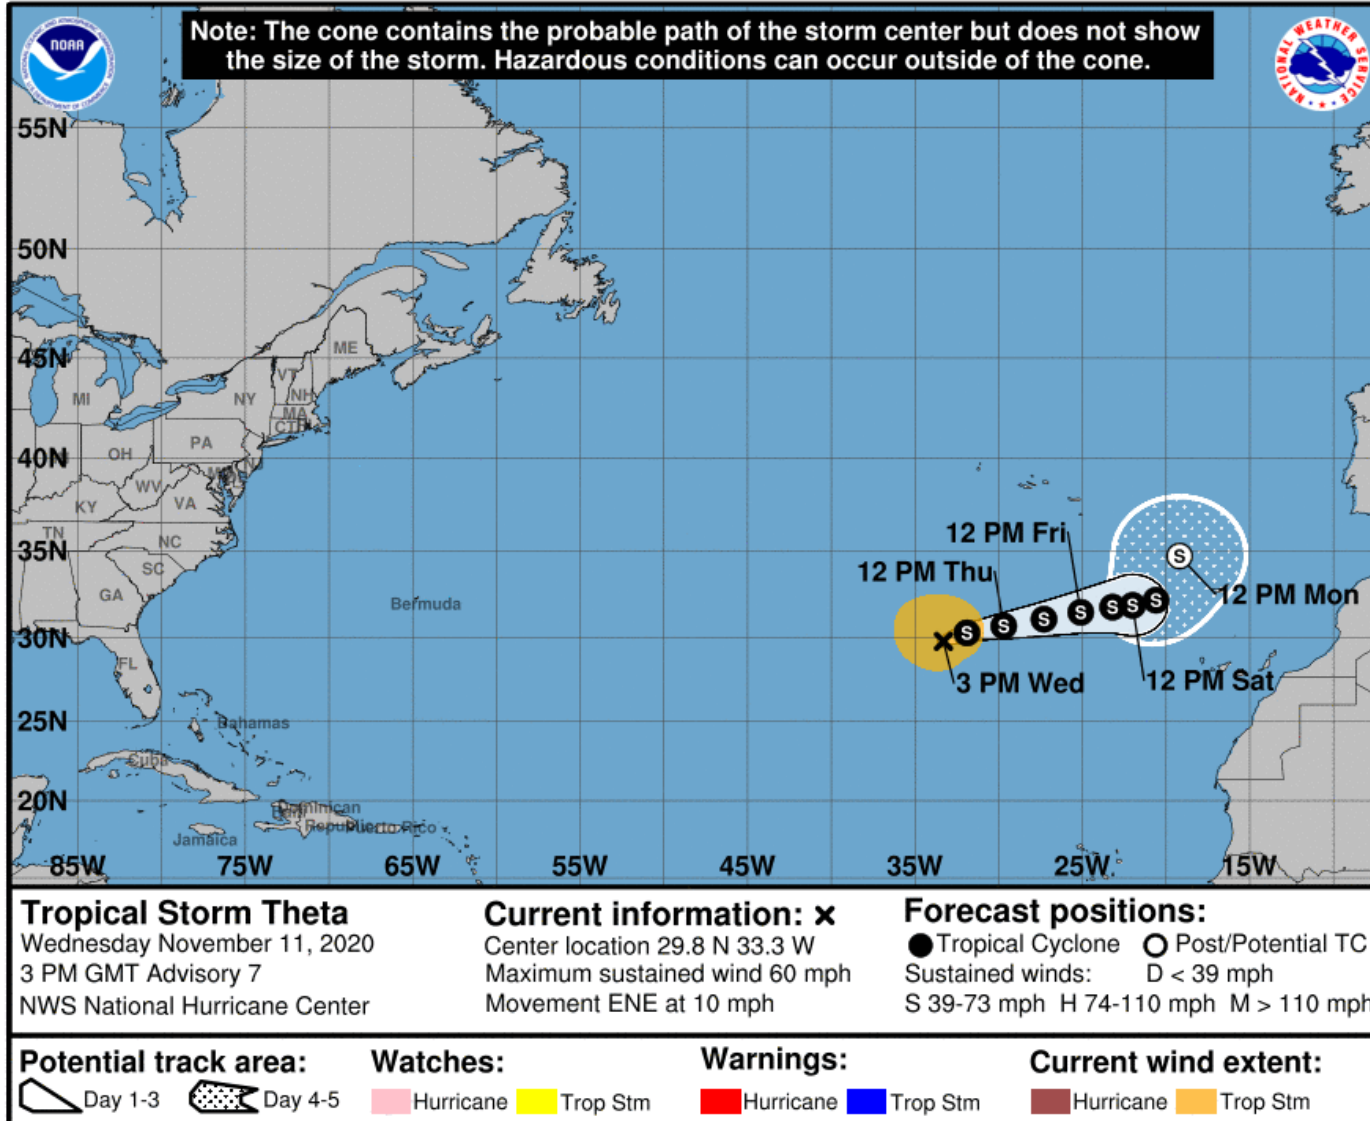 Note: The cone contains the probable path of the storm center but does not show
the size of the storm. Hazardous conditions can occur outside of the cone.
NOAA
NATIONAL WEATHER SERVICE
55N
50N
45N
40N
35N
30N
25N
20N
85W
75W
65W
55W
45W
35W
25W
15W
ME
VT
NH
MI
NY
MA
CT
PA
OH
WV
VA
KY
TN
NC
SC
GA
FL
Bermuda
Bahamas
Cuba
Dominican
Republic
Puerto Rico
Jamaica
12 PM Fri
12 PM Thu
12 PM Mon
3 PM Wed
12 PM Sat
S
S
S
S
S
S
S
S
Tropical Storm Theta
Wednesday November 11, 2020
3 PM GMT Advisory 7
NWS National Hurricane Center
Current information: x
Center location 29.8 N 33.3 W
Maximum sustained wind 60 mph
Movement ENE at 10 mph
Forecast positions:
Tropical Cyclone Post/Potential TC
Sustained winds: D < 39 mph
S 39-73 mph H 74-110 mph M > 110 mph
Potential track area:
Day 1-3 Day 4-5
Watches:
Hurricane Trop Stm
Warnings:
Hurricane Trop Stm
Current wind extent:
Hurricane Trop Stm